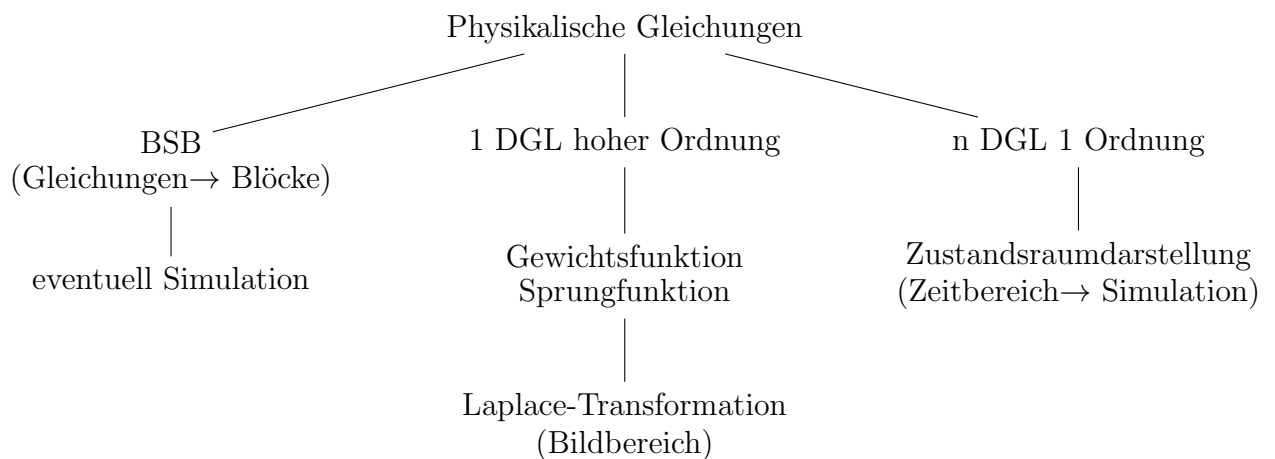 Physikalische Gleichungen
BSB
(Gleichungen→ Blöcke)
eventuell Simulation
1 DGL hoher Ordnung
Gewichtsfunktion
Sprungfunktion
Laplace-Transformation
(Bildbereich)
n DGL 1 Ordnung
Zustandsraumdarstellung
(Zeitbereich→ Simulation)